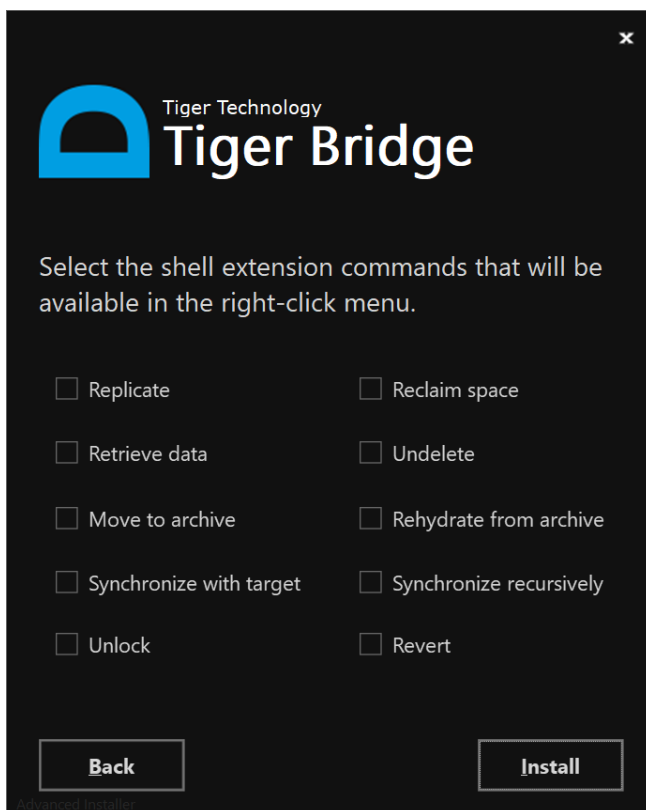 Tiger Technology
Tiger Bridge
Select the shell extension commands that will be
available in the right-click menu.
Replicate
Reclaim space
Retrieve data
Undelete
Move to archive
Rehydrate from archive
Synchronize with target
Synchronize recursively
Unlock
Revert
Back
Install
Advanced Installer